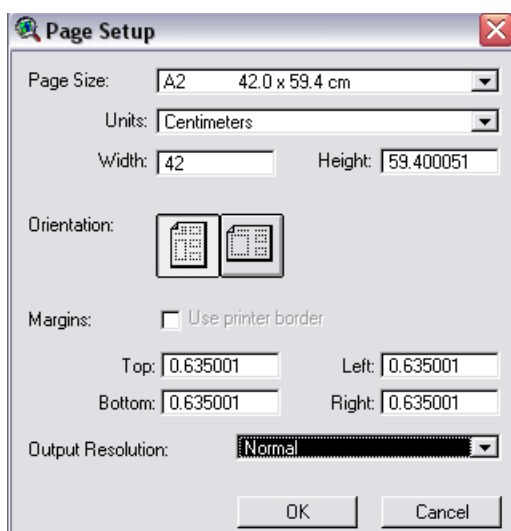 Page Setup
Page Size: A2 42.0 x 59.4 cm
Units: Centimeters
Width: 42 Height: 59.400051
Orientation:
Margins: Use printer border
Top: 0.635001 Left: 0.635001
Bottom: 0.635001 Right: 0.635001
Output Resolution: Normal
OK Cancel